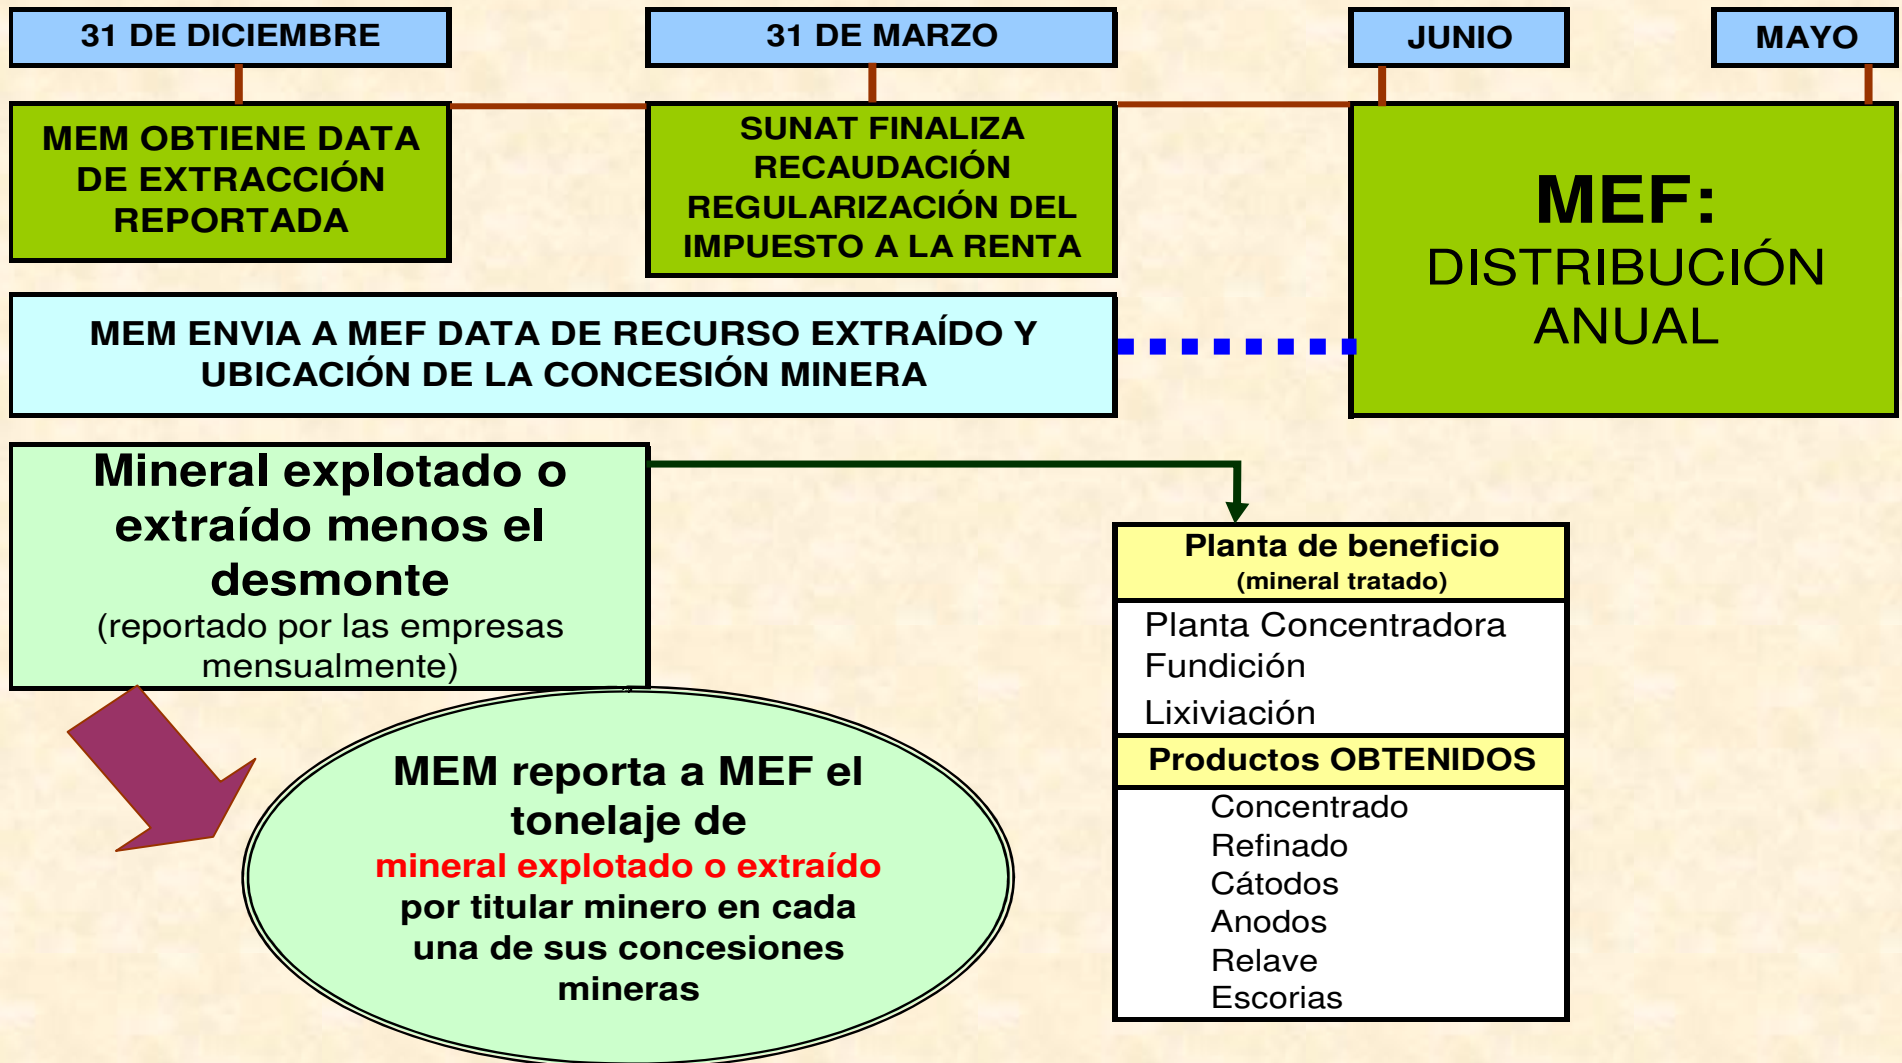 31 DE DICIEMBRE
31 DE MARZO
JUNIO
MAYO
MEM OBTIENE DATA
DE EXTRACCIÓN
REPORTADA
SUNAT FINALIZA
RECAUDACIÓN
REGULARIZACIÓN DEL
IMPUESTO A LA RENTA
MEF:
DISTRIBUCIÓN
ANUAL
MEM ENVIA A MEF DATA DE RECURSO EXTRAÍDO Y
UBICACIÓN DE LA CONCESIÓN MINERA
Mineral explotado o
extraído menos el
desmonte
(reportado por las empresas
mensualmente)
MEM reporta a MEF el
tonelaje de
mineral explotado o extraído
por titular minero en cada
una de sus concesiones
mineras
Planta de beneficio
(mineral tratado)
Planta Concentradora
Fundición
Lixiviación
Productos OBTENIDOS
Concentrado
Refinado
Cátodos
Anodos
Relave
Escorias